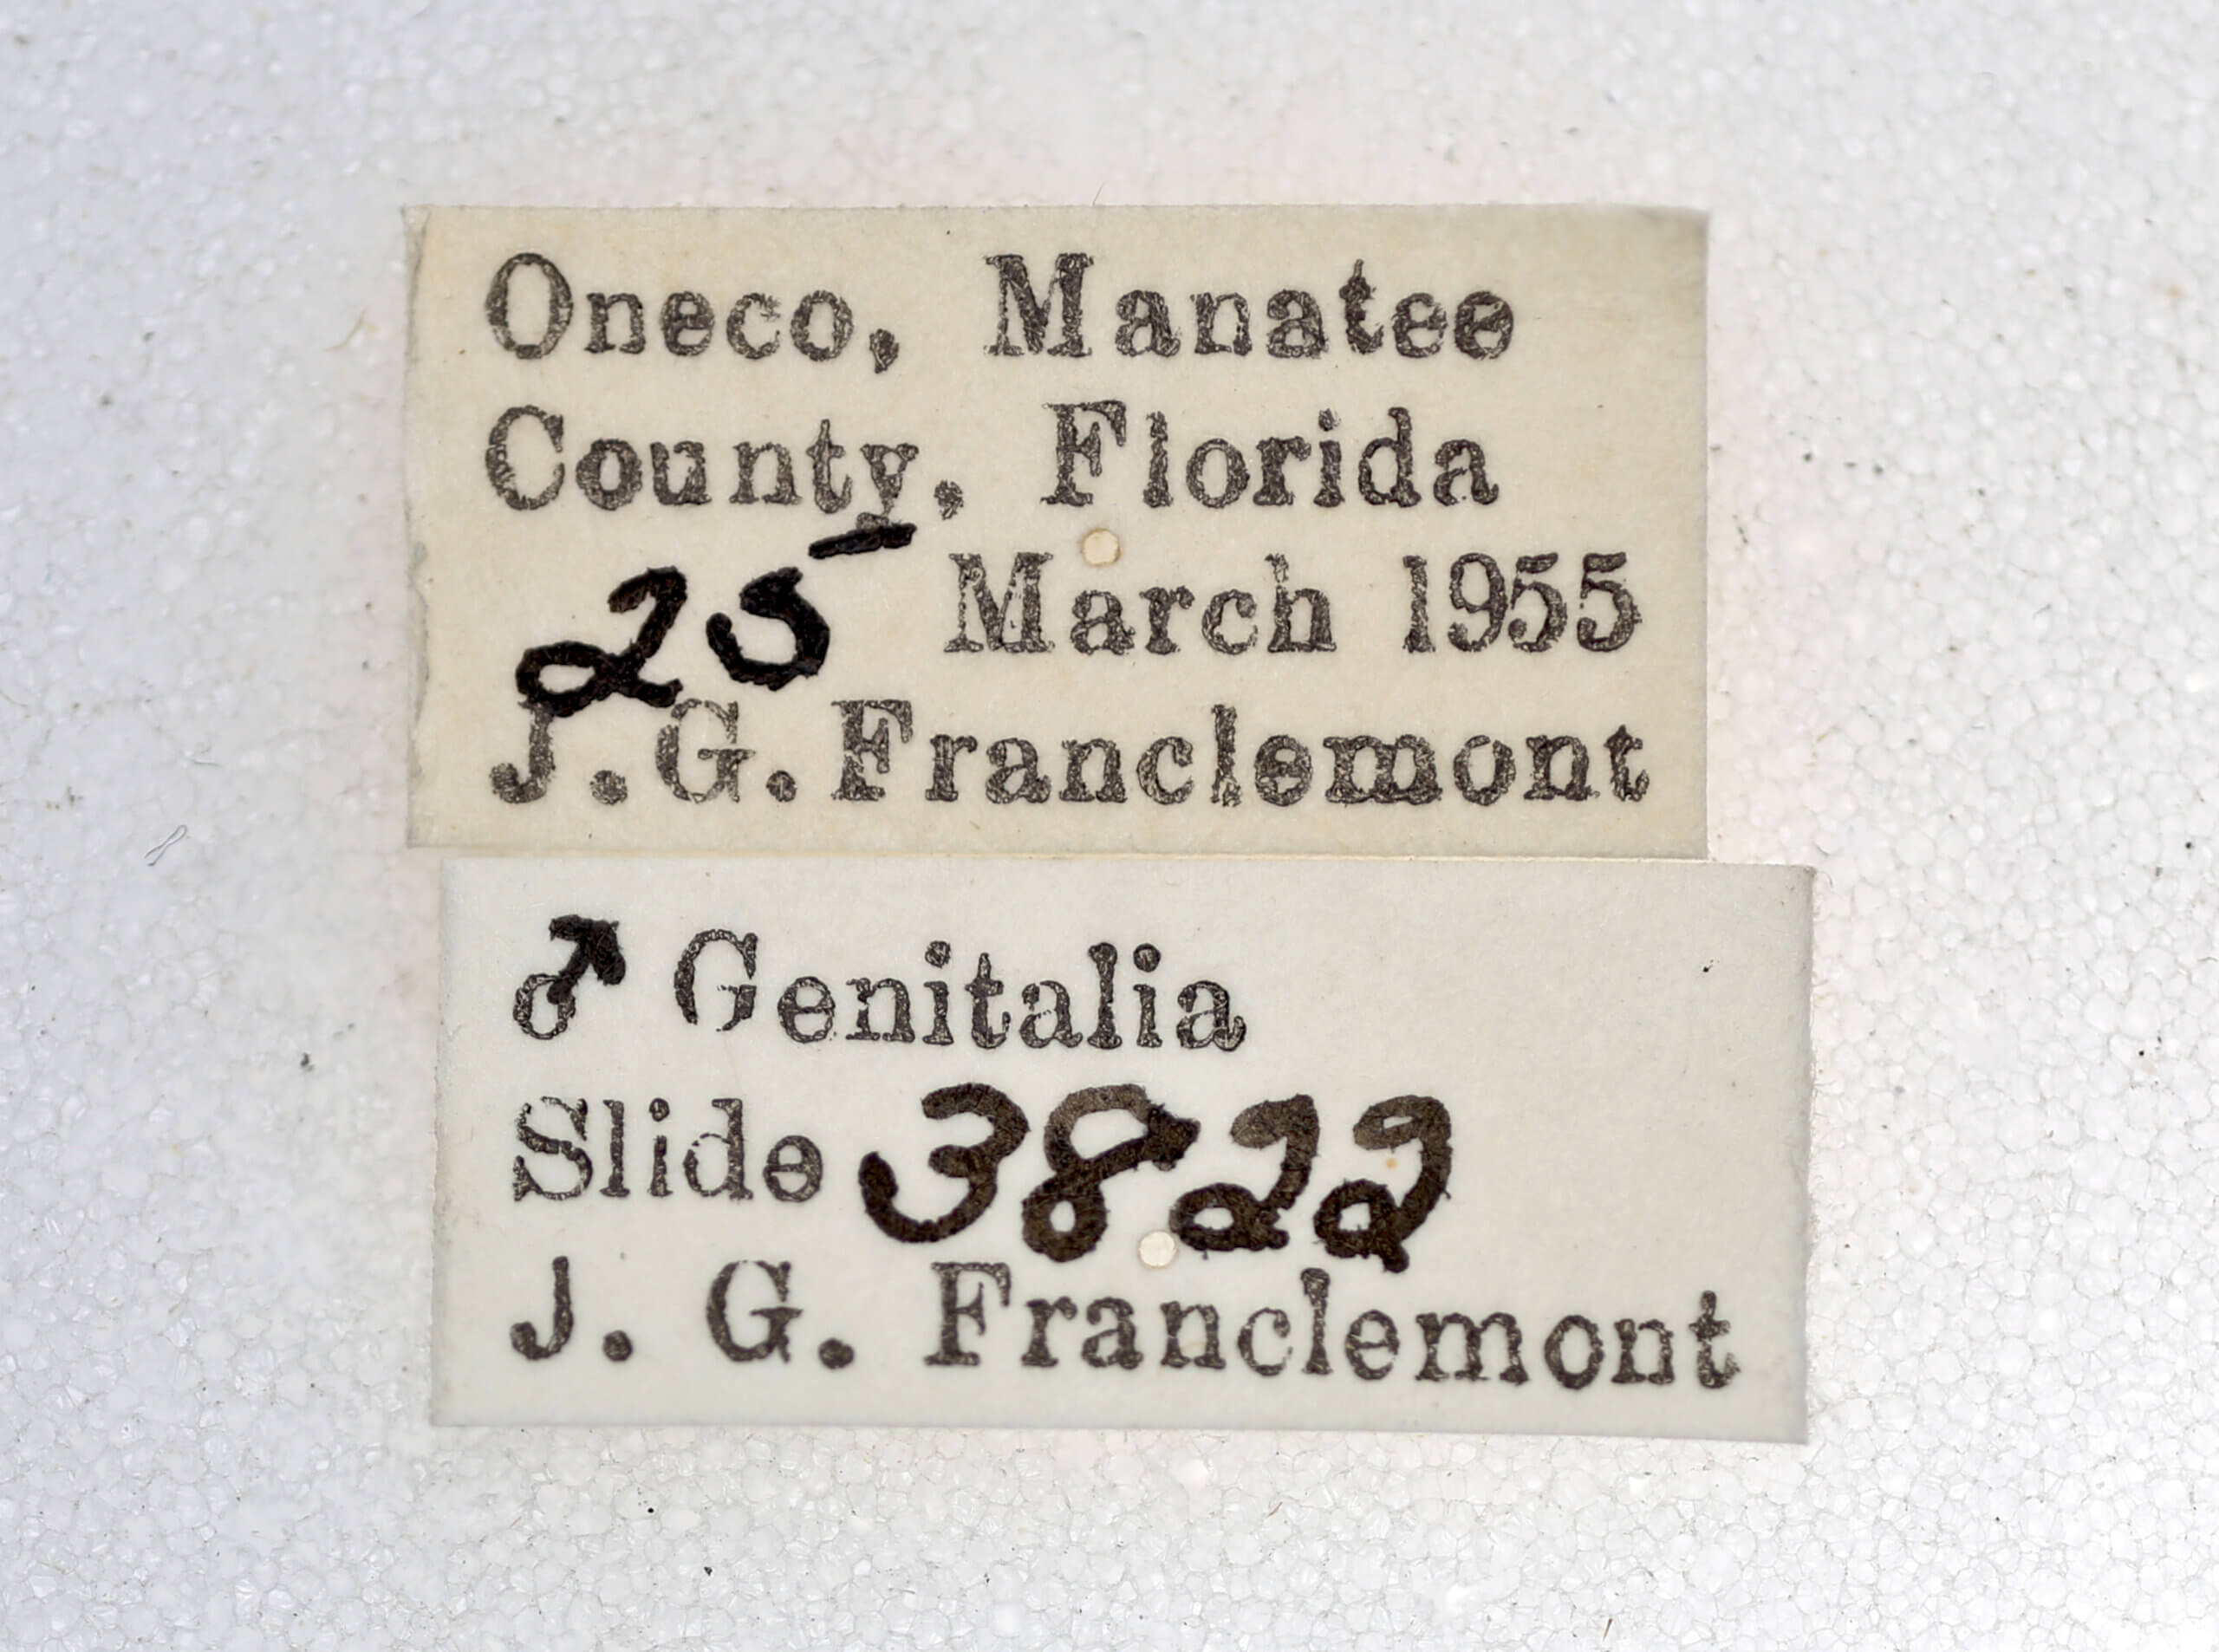 Oneco, Manatee
County, Florida
25 March 1955
J.G.Franclemont
♂ Genitalia
Slide 3822
J. G. Franclemont